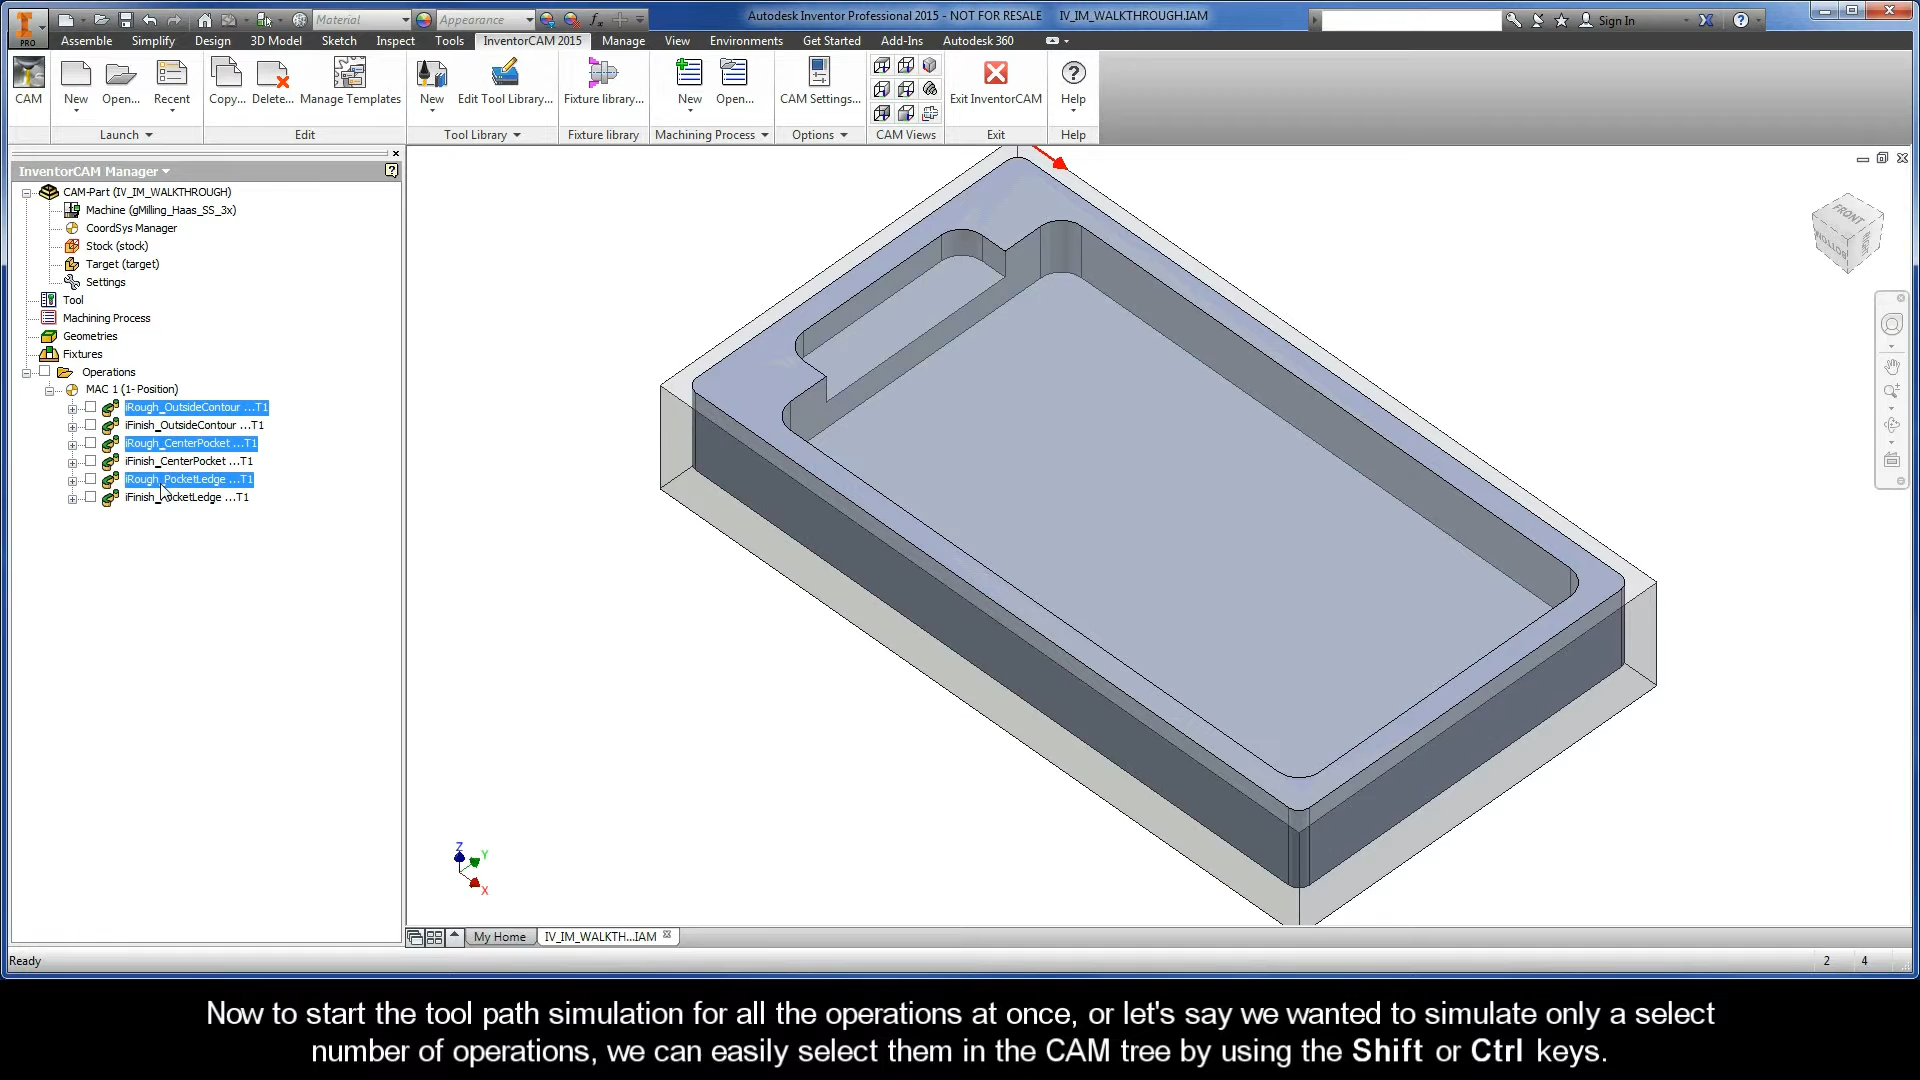 Material
Appearance
Autodesk Inventor Professional 2015 - NOT FOR RESALE IV_IM_WALKTHROUGH.IAM
Sign In
PRO
Assemble Simplify Design 3D Model Sketch Inspect Tools InventorCAM 2015 Manage View Environments Get Started Add-Ins Autodesk 360
CAM New Open... Recent Copy... Delete... Manage Templates New Edit Tool Library... Fixture library... New Open... CAM Settings... Exit InventorCAM Help
Launch Edit Tool Library Fixture library Machining Process Options CAM Views Exit Help
InventorCAM Manager
CAM-Part (IV_IM_WALKTHROUGH)
Machine (gMilling_Haas_SS_3x)
CoordSys Manager
Stock (stock)
Target (target)
Settings
Tool
Machining Process
Geometries
Fixtures
Operations
MAC 1 (1- Position)
iRough_OutsideContour ...T1
iFinish_OutsideContour ...T1
iRough_CenterPocket ...T1
iFinish_CenterPocket ...T1
iRough_PocketLedge ...T1
iFinish_PocketLedge ...T1
FRONT
BOTTOM
Z
Y
X
My Home IV_IM_WALKTH...IAM
Ready 2 4
Now to start the tool path simulation for all the operations at once, or let's say we wanted to simulate only a select
number of operations, we can easily select them in the CAM tree by using the Shift or Ctrl keys.